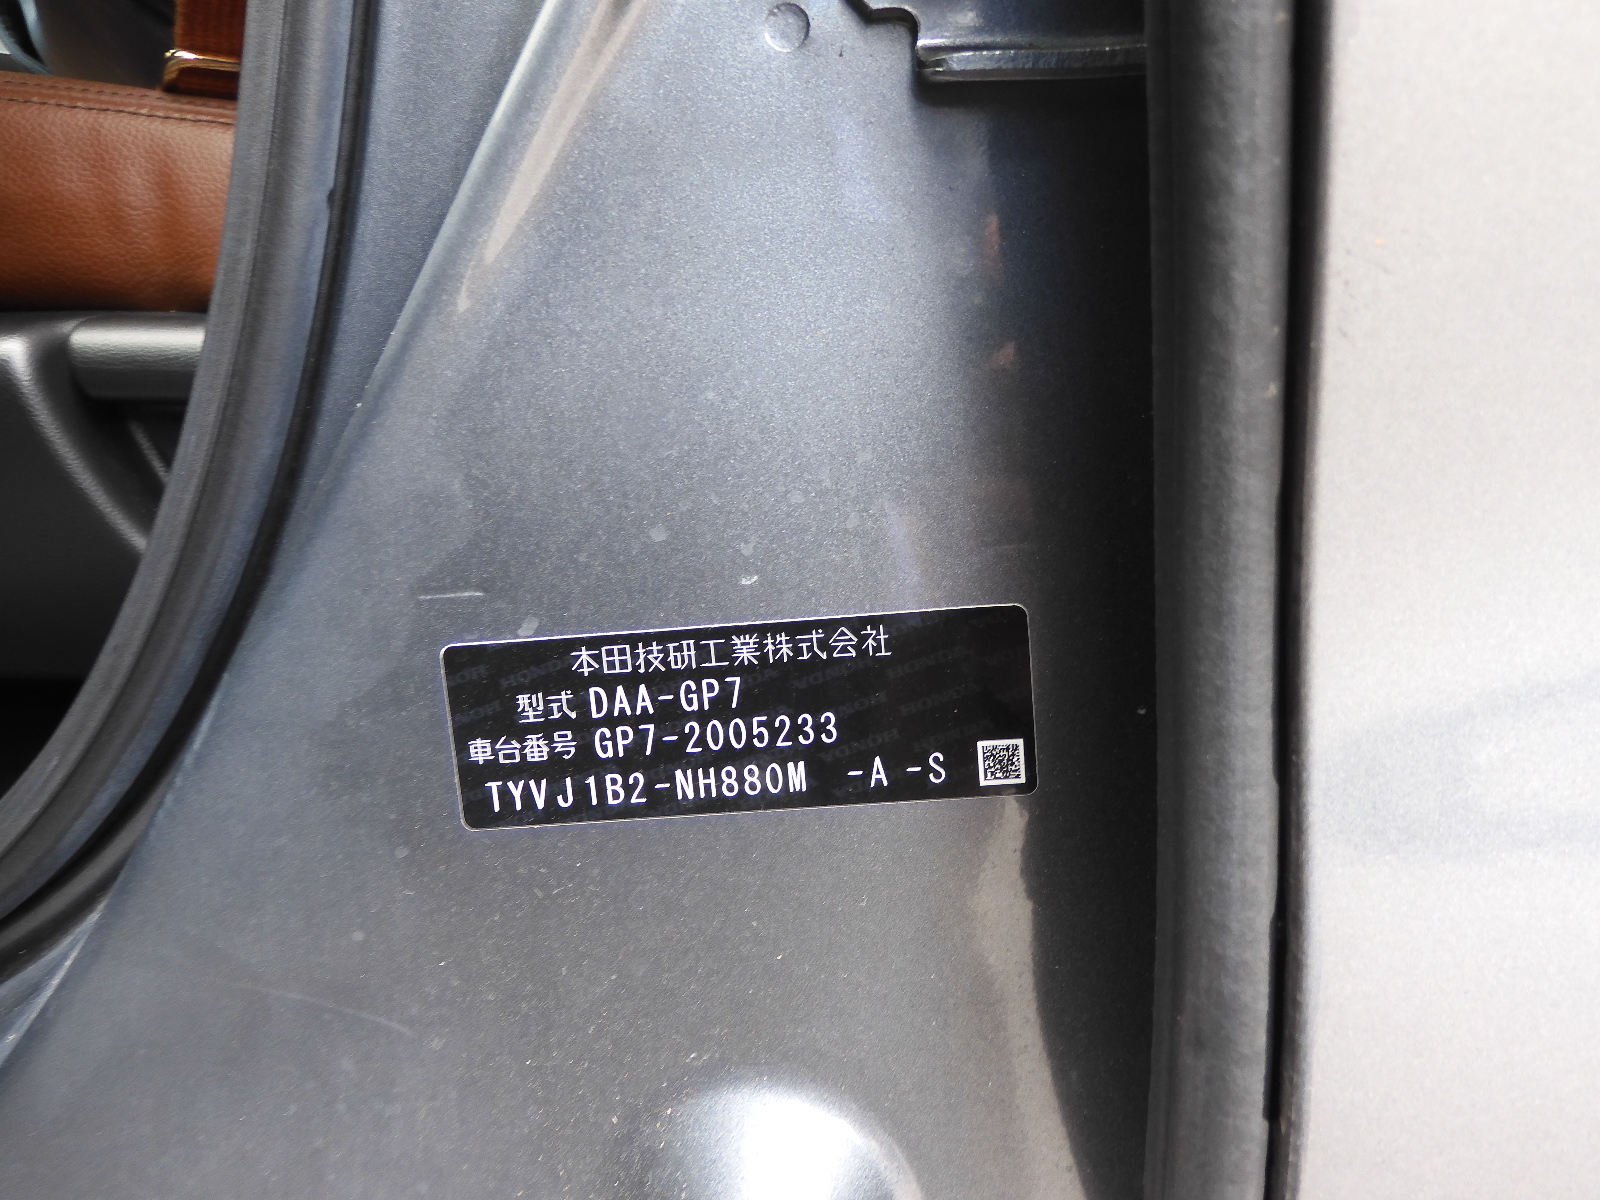 本田技研工業株式会社
型式 DAA-GP7
車台番号 GP7-2005233
TYVJ1B2-NH880M -A -S